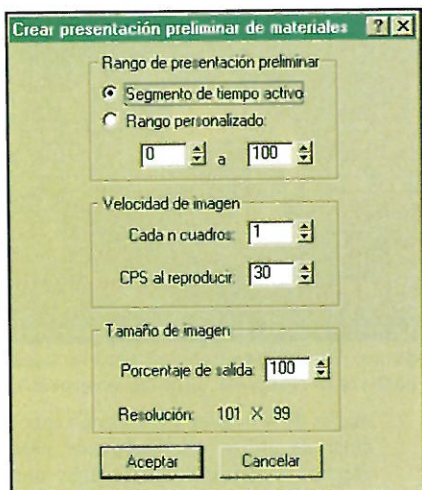 Crear presentación preliminar de materiales
Rango de presentación preliminar
Segmento de tiempo activo
Rango personalizado:
0 a 100
Velocidad de imagen
Cada n cuadros: 1
CPS al reproducir: 30
Tamaño de imagen
Porcentaje de salida: 100
Resolución: 101 X 99
Aceptar Cancelar